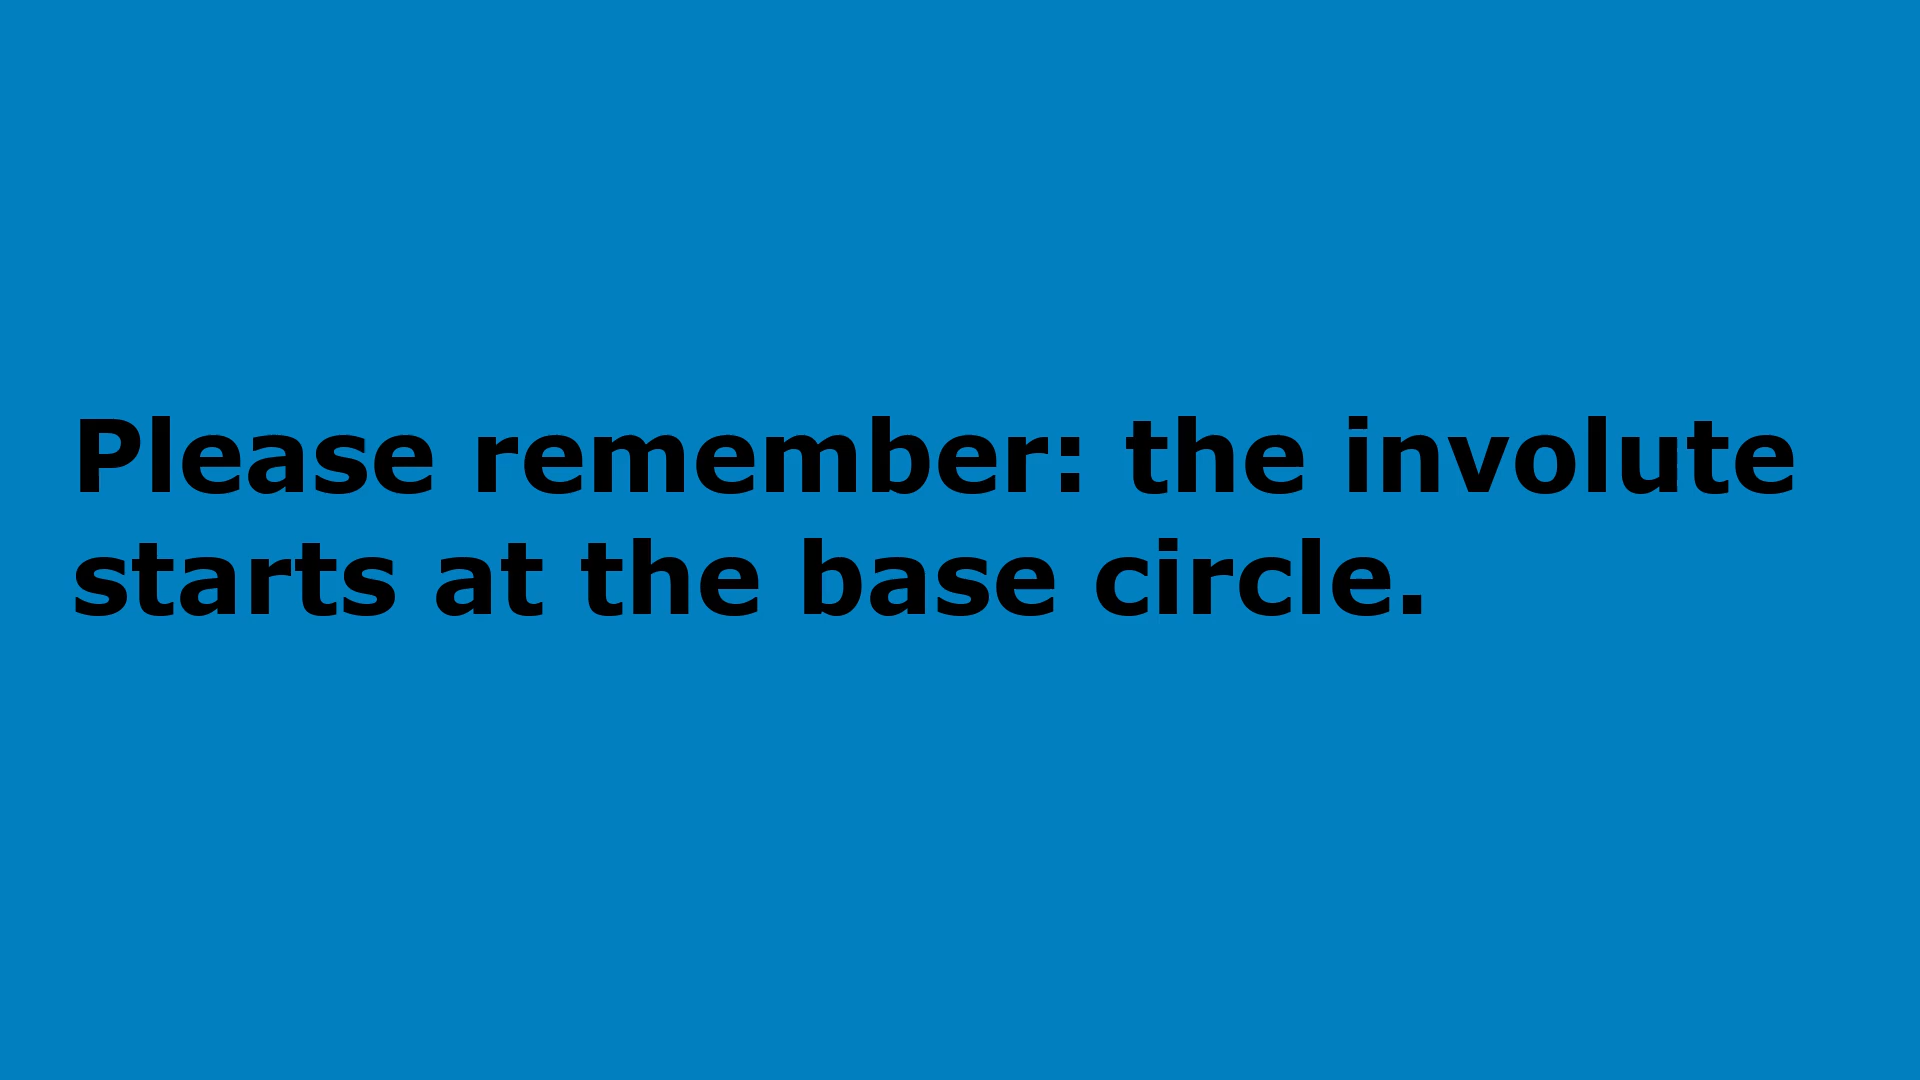 Please remember: the involute
starts at the base circle.